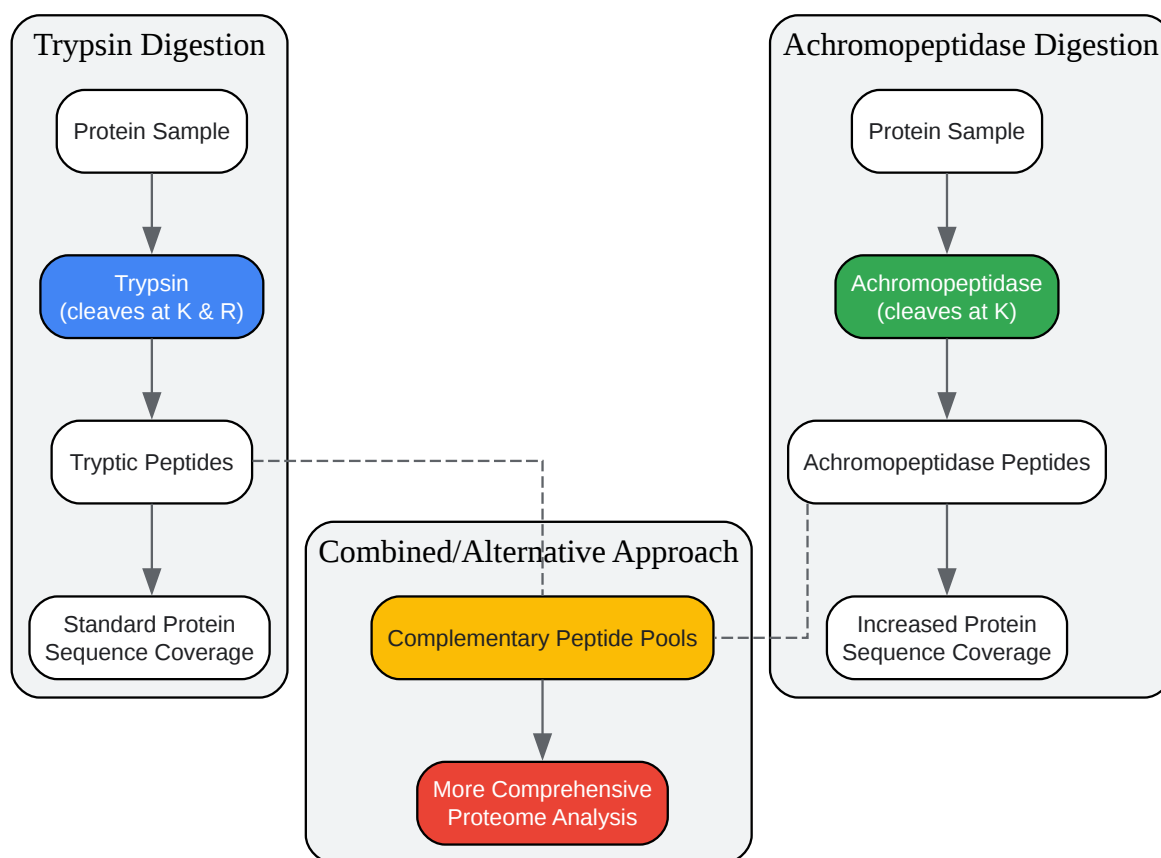 Trypsin Digestion
Protein Sample
Trypsin
(cleaves at K & R)
Tryptic Peptides
Standard Protein
Sequence Coverage
Combined/Alternative Approach
Complementary Peptide Pools
More Comprehensive
Proteome Analysis
Achromopeptidase Digestion
Protein Sample
Achromopeptidase
(cleaves at K)
Achromopeptidase Peptides
Increased Protein
Sequence Coverage